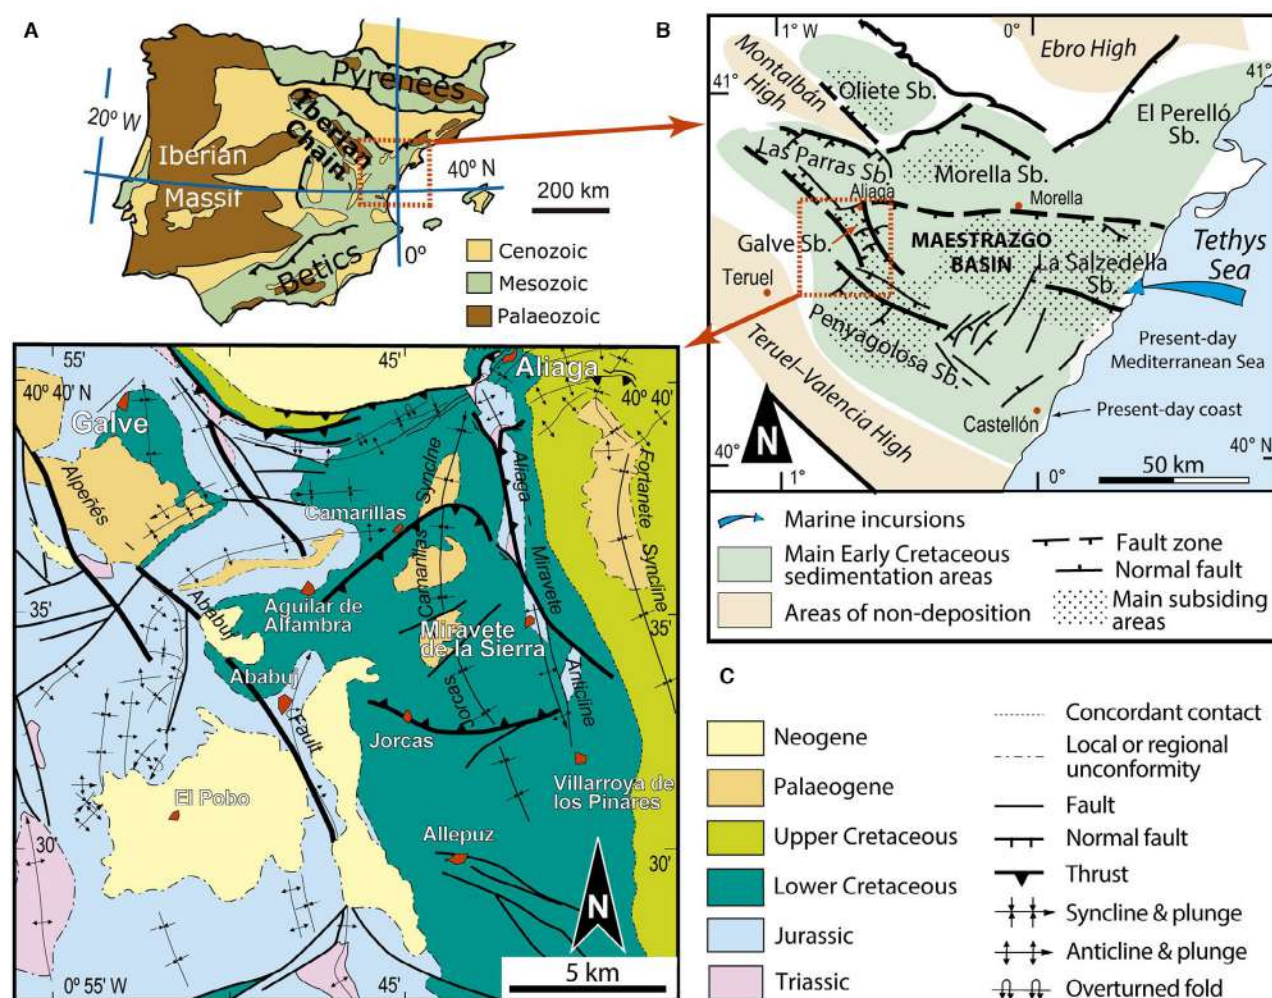 A
Pyrenees
Iberian
Chain
20º W
Iberian
Massif
40º N
200 km
0º
Betics
Cenozoic
Mesozoic
Palaeozoic
B
1° W
0°
Ebro High
Montalbán
High
41°
41°
Oliete Sb.
El Perelló
Sb.
Las Parras Sb.
Morella Sb.
Aliaga
Morella
Galve Sb.
MAESTRAZGO
BASIN
La Salzedella
Sb.
Tethys
Sea
Teruel
Penyagolosa Sb.
Present-day
Mediterranean Sea
Teruel–Valencia High
Castellón
Present-day coast
N
40°
40° N
1°
0°
50 km
Marine incursions
Main Early Cretaceous
sedimentation areas
Areas of non-deposition
Fault zone
Normal fault
Main subsiding
areas
55'
45'
Aliaga
40º 40' N
40º 40'
Galve
Alpeñés
Syncine
Aliaga
Fortanete
Syncline
Camarillas
Camarillas
Miravete
35'
Ababuj
Aguilar de
Alfambra
35'
Miravete
de la Sierra
Ababuj
Anticline
Jorcas
Fault
Jorcas
Villarroya de
los Pinares
El Pobo
Allepuz
30'
30'
N
0º 55' W
45'
5 km
C
Neogene
Palaeogene
Upper Cretaceous
Lower Cretaceous
Jurassic
Triassic
Concordant contact
Local or regional
unconformity
Fault
Normal fault
Thrust
Syncline & plunge
Anticline & plunge
Overturned fold